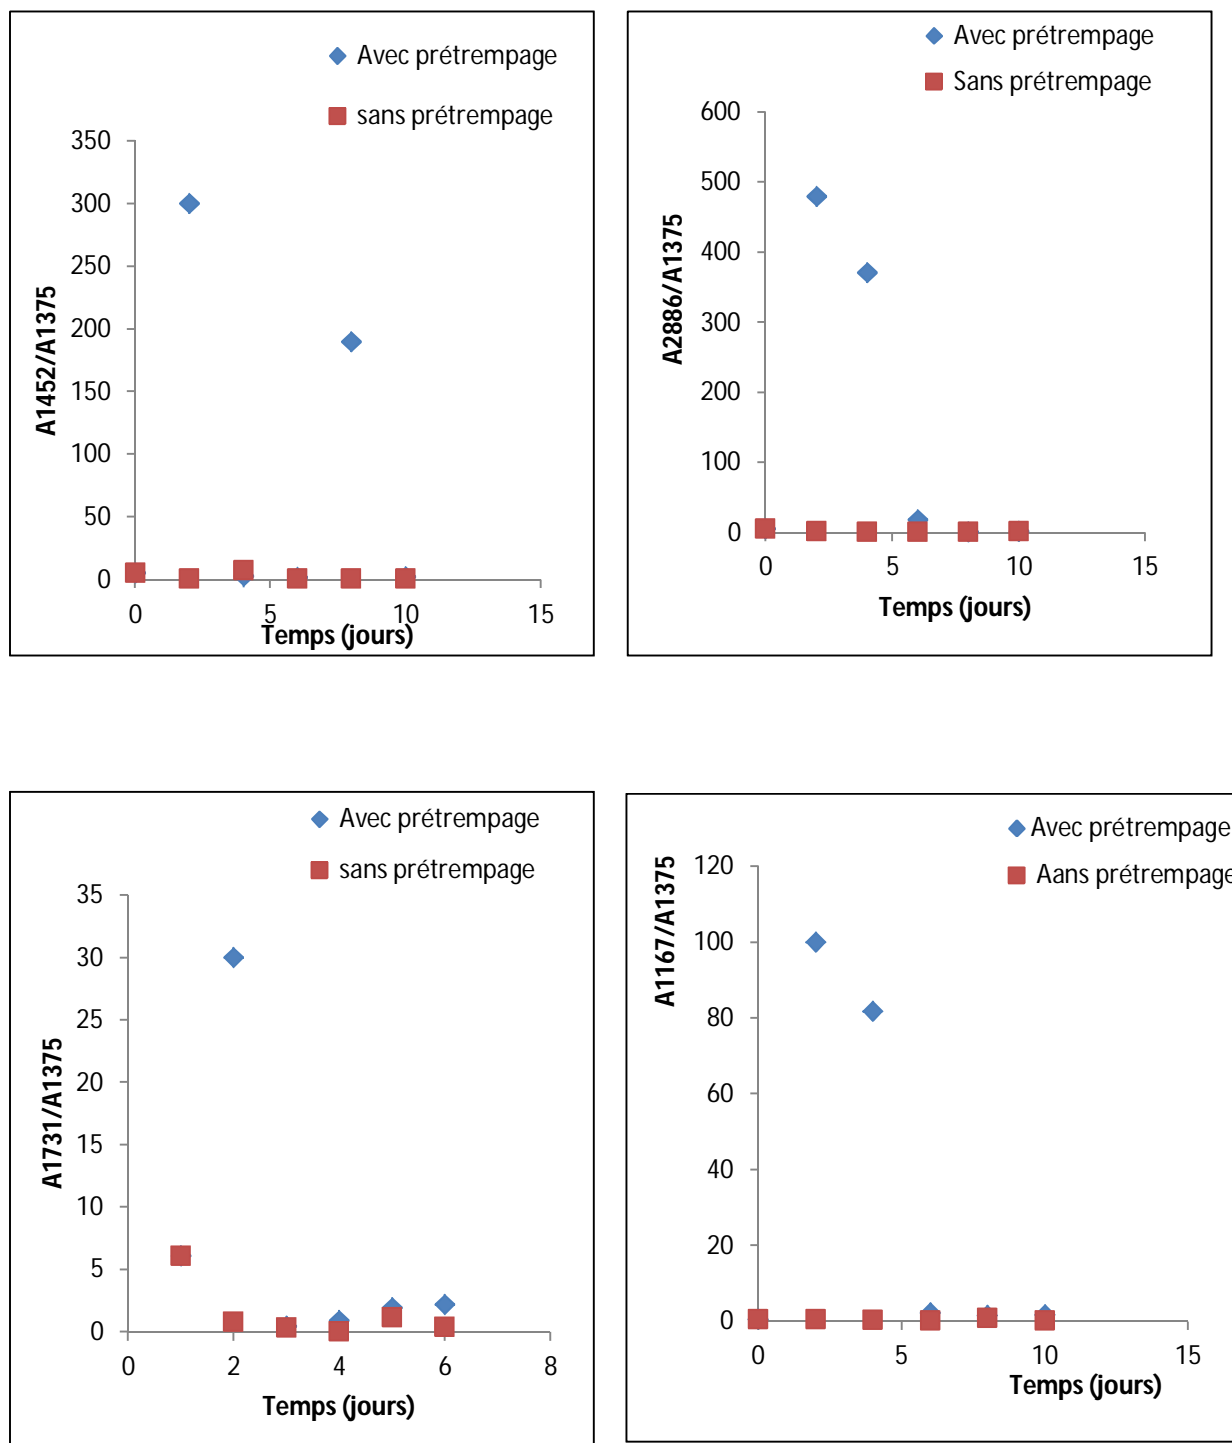 Avec prétrempage
sans prétrempage
350
300
250
200
150
100
50
0
0
5
10
15
A1452/A1375
Temps (jours)
Avec prétrempage
Sans prétrempage
600
500
400
300
200
100
0
0
5
10
15
A2886/A1375
Temps (jours)
Avec prétrempage
sans prétrempage
35
30
25
20
15
10
5
0
0
2
4
6
8
A1731/A1375
Temps (jours)
Avec prétrempage
Aans prétrempage
120
100
80
60
40
20
0
0
5
10
15
A1167/A1375
Temps (jours)